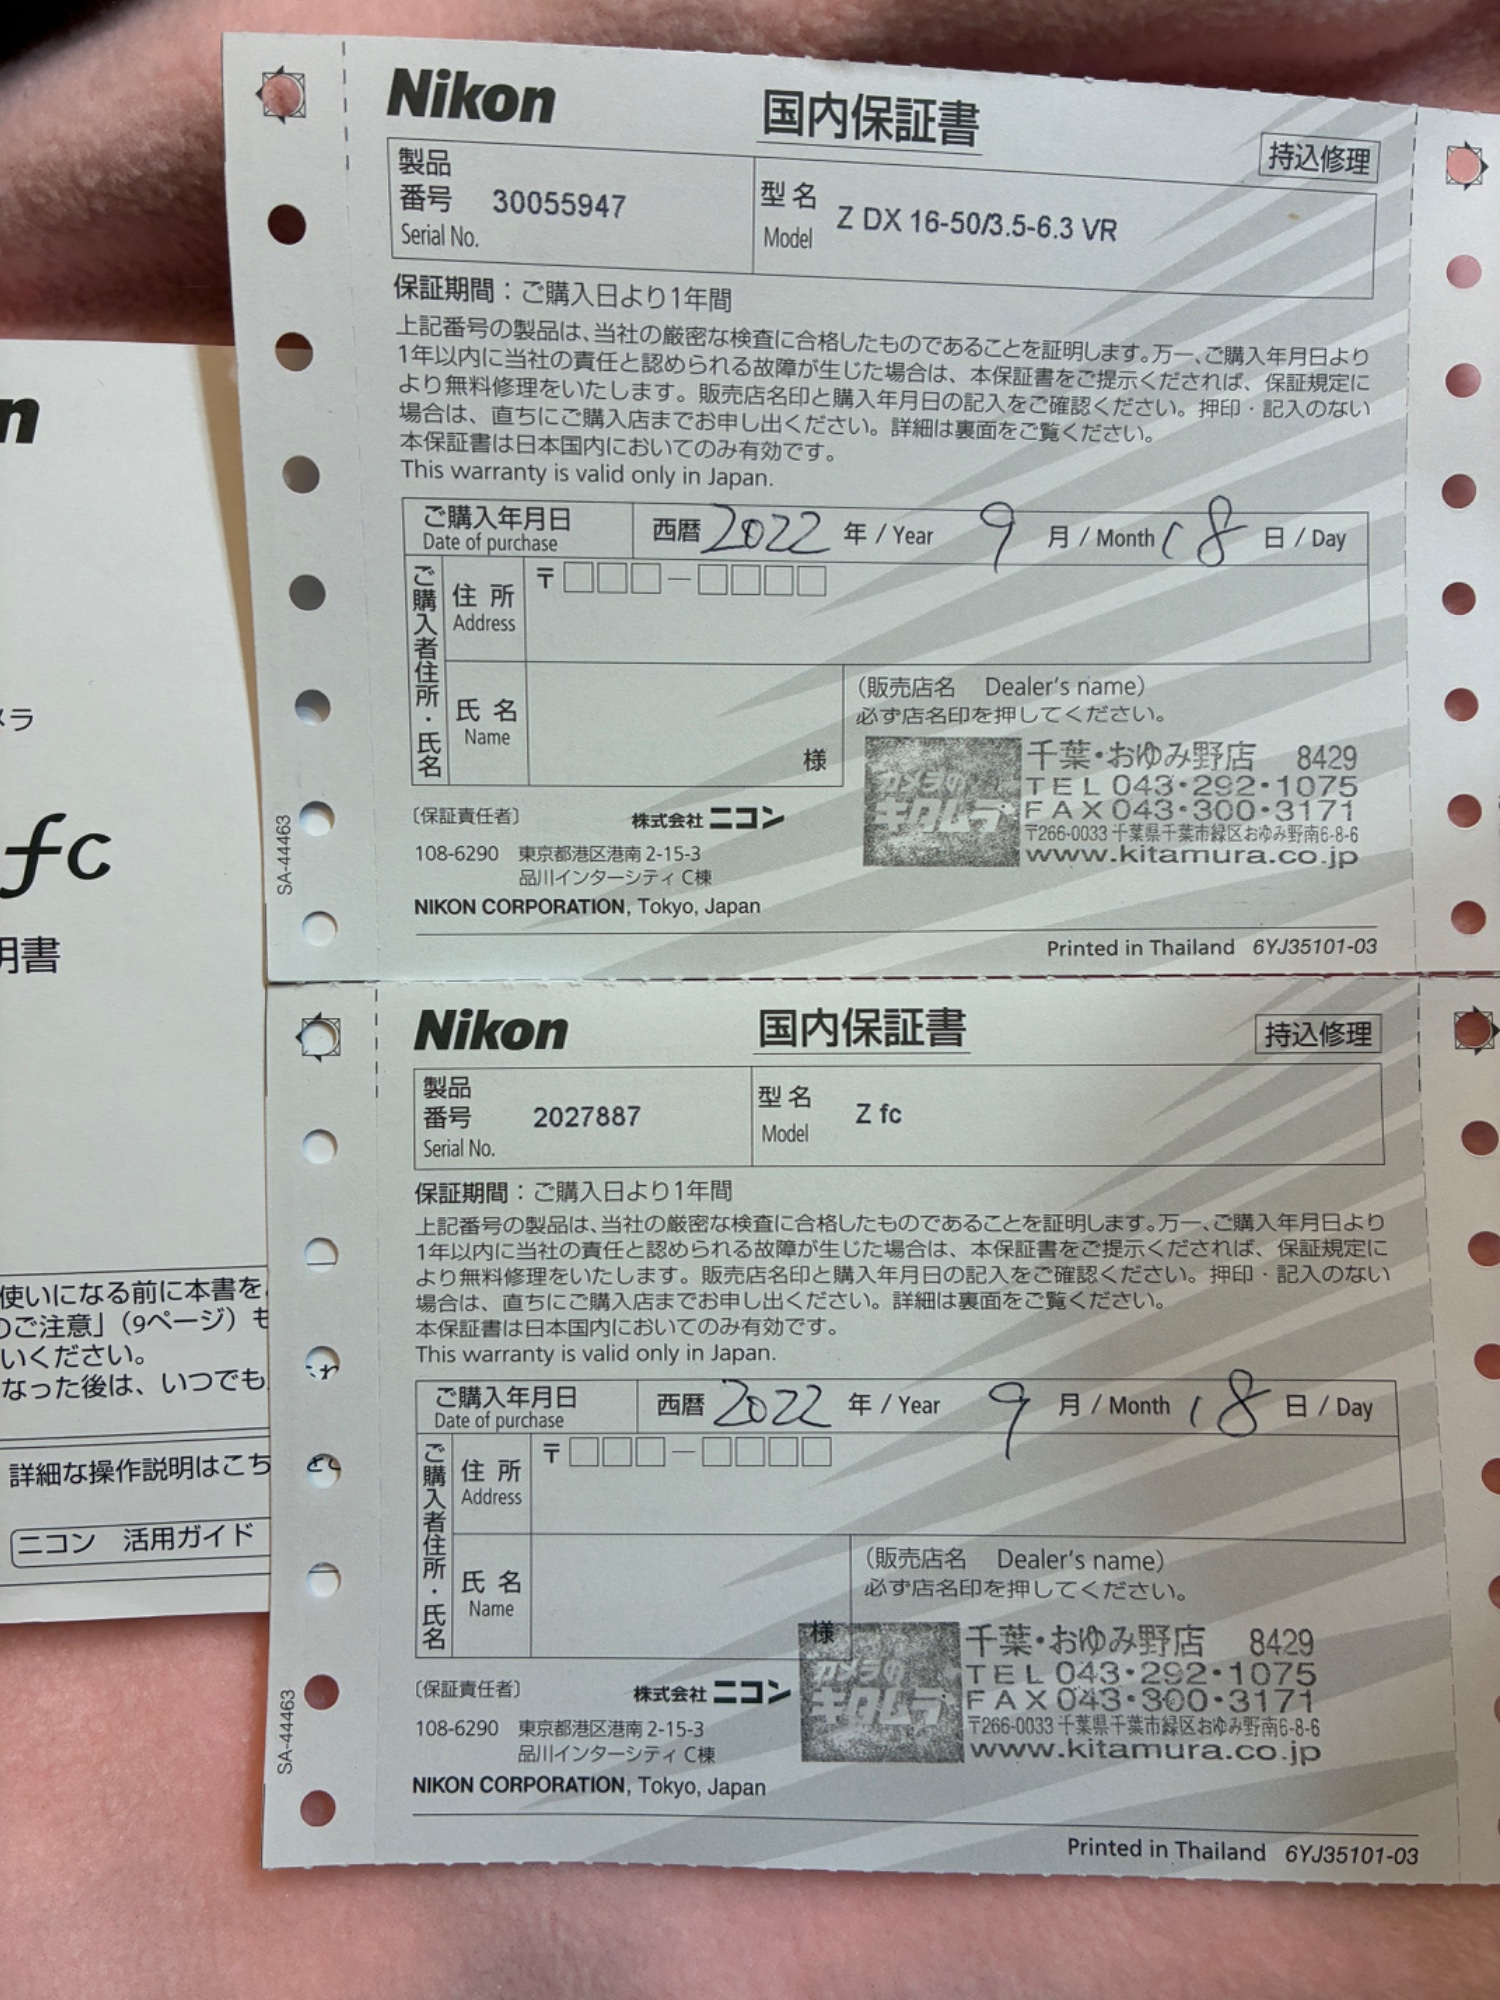 Nikon 国内保証書
持込修理
製品
番号 30055947
Serial No.
型名
Model
Z DX 16-50/3.5-6.3 VR
保証期間：ご購入日より1年間
上記番号の製品は、当社の厳密な検査に合格したものであることを証明します。万一、ご購入年月日より
1年以内に当社の責任と認められる故障が生じた場合は、本保証書をご提示くだされば、保証規定に
より無料修理をいたします。販売店名印と購入年月日の記入をご確認ください。押印・記入のない
場合は、直ちにご購入店までお申し出ください。詳細は裏面をご覧ください。
本保証書は日本国内においてのみ有効です。
This warranty is valid only in Japan.
ご購入年月日
Date of purchase
西暦 2022 年 / Year 9 月 / Month 18 日 / Day
ご購入者住所・氏名
住所
Address
〒□□□-□□□□
氏名
Name
様
（販売店名 Dealer's name）
必ず店名印を押してください。
カメラの
キタムラ
千葉・おゆみ野店 8429
TEL 043・292・1075
FAX 043・300・3171
〒266-0033 千葉県千葉市緑区おゆみ野南6-8-6
www.kitamura.co.jp
〔保証責任者〕 株式会社 ニコン
108-6290 東京都港区港南 2-15-3
品川インターシティ C棟
NIKON CORPORATION, Tokyo, Japan
SA-44463
Printed in Thailand 6YJ35101-03
Nikon 国内保証書
持込修理
製品
番号 2027887
Serial No.
型名
Model
Z fc
保証期間：ご購入日より1年間
上記番号の製品は、当社の厳密な検査に合格したものであることを証明します。万一、ご購入年月日より
1年以内に当社の責任と認められる故障が生じた場合は、本保証書をご提示くだされば、保証規定に
より無料修理をいたします。販売店名印と購入年月日の記入をご確認ください。押印・記入のない
場合は、直ちにご購入店までお申し出ください。詳細は裏面をご覧ください。
本保証書は日本国内においてのみ有効です。
This warranty is valid only in Japan.
ご購入年月日
Date of purchase
西暦 2022 年 / Year 9 月 / Month 18 日 / Day
ご購入者住所・氏名
住所
Address
〒□□□-□□□□
氏名
Name
様
（販売店名 Dealer's name）
必ず店名印を押してください。
カメラの
キタムラ
千葉・おゆみ野店 8429
TEL 043・292・1075
FAX 043・300・3171
〒266-0033 千葉県千葉市緑区おゆみ野南6-8-6
www.kitamura.co.jp
〔保証責任者〕 株式会社 ニコン
108-6290 東京都港区港南 2-15-3
品川インターシティ C棟
NIKON CORPORATION, Tokyo, Japan
SA-44463
Printed in Thailand 6YJ35101-03
n
メラ
fc
明書
使いになる前に本書を
のご注意」（9ページ）も
いください。
なった後は、いつでも
詳細な操作説明はこち
ニコン 活用ガイド